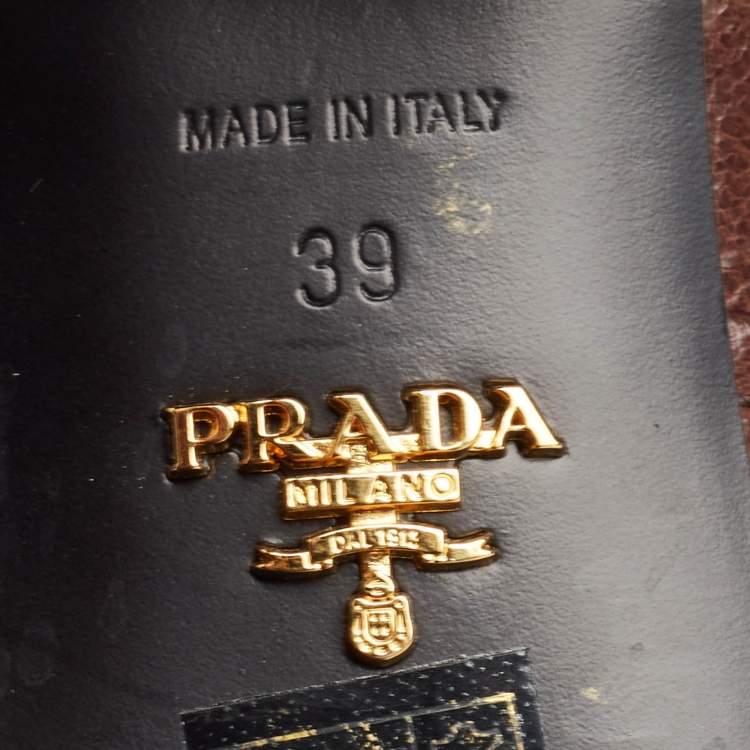 MADE IN ITALY
39
PRADA
MILANO
DAL 1913